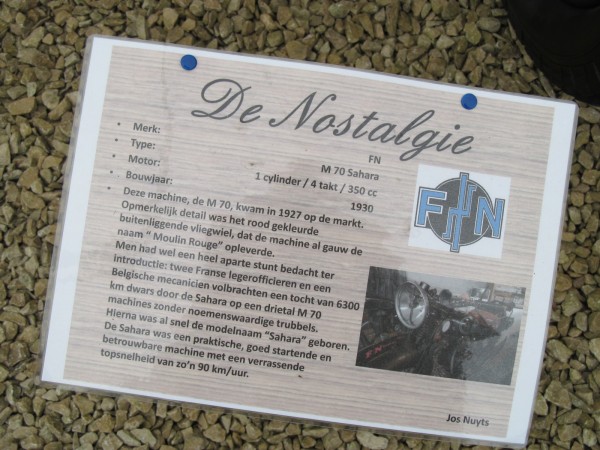 De Nostalgie
• Merk: FN
• Type: M 70 Sahara
• Motor: 1 cylinder / 4 takt / 350 cc
• Bouwjaar: 1930
• Deze machine, de M 70, kwam in 1927 op de markt.
Opmerkelijk detail was het rood gekleurde
buitenliggende vliegwiel, dat de machine al gauw de
naam “ Moulin Rouge” opleverde.
Men had wel een heel aparte stunt bedacht ter
introductie: twee Franse legerofficieren en een
Belgische mecanicien volbrachten een tocht van 6300
km dwars door de Sahara op een drietal M 70
machines zonder noemenswaardige trubbels.
Hierna was al snel de modelnaam “Sahara” geboren.
De Sahara was een praktische, goed startende en
betrouwbare machine met een verrassende
topsnelheid van zo’n 90 km/uur.
FN
FN
Jos Nuyts